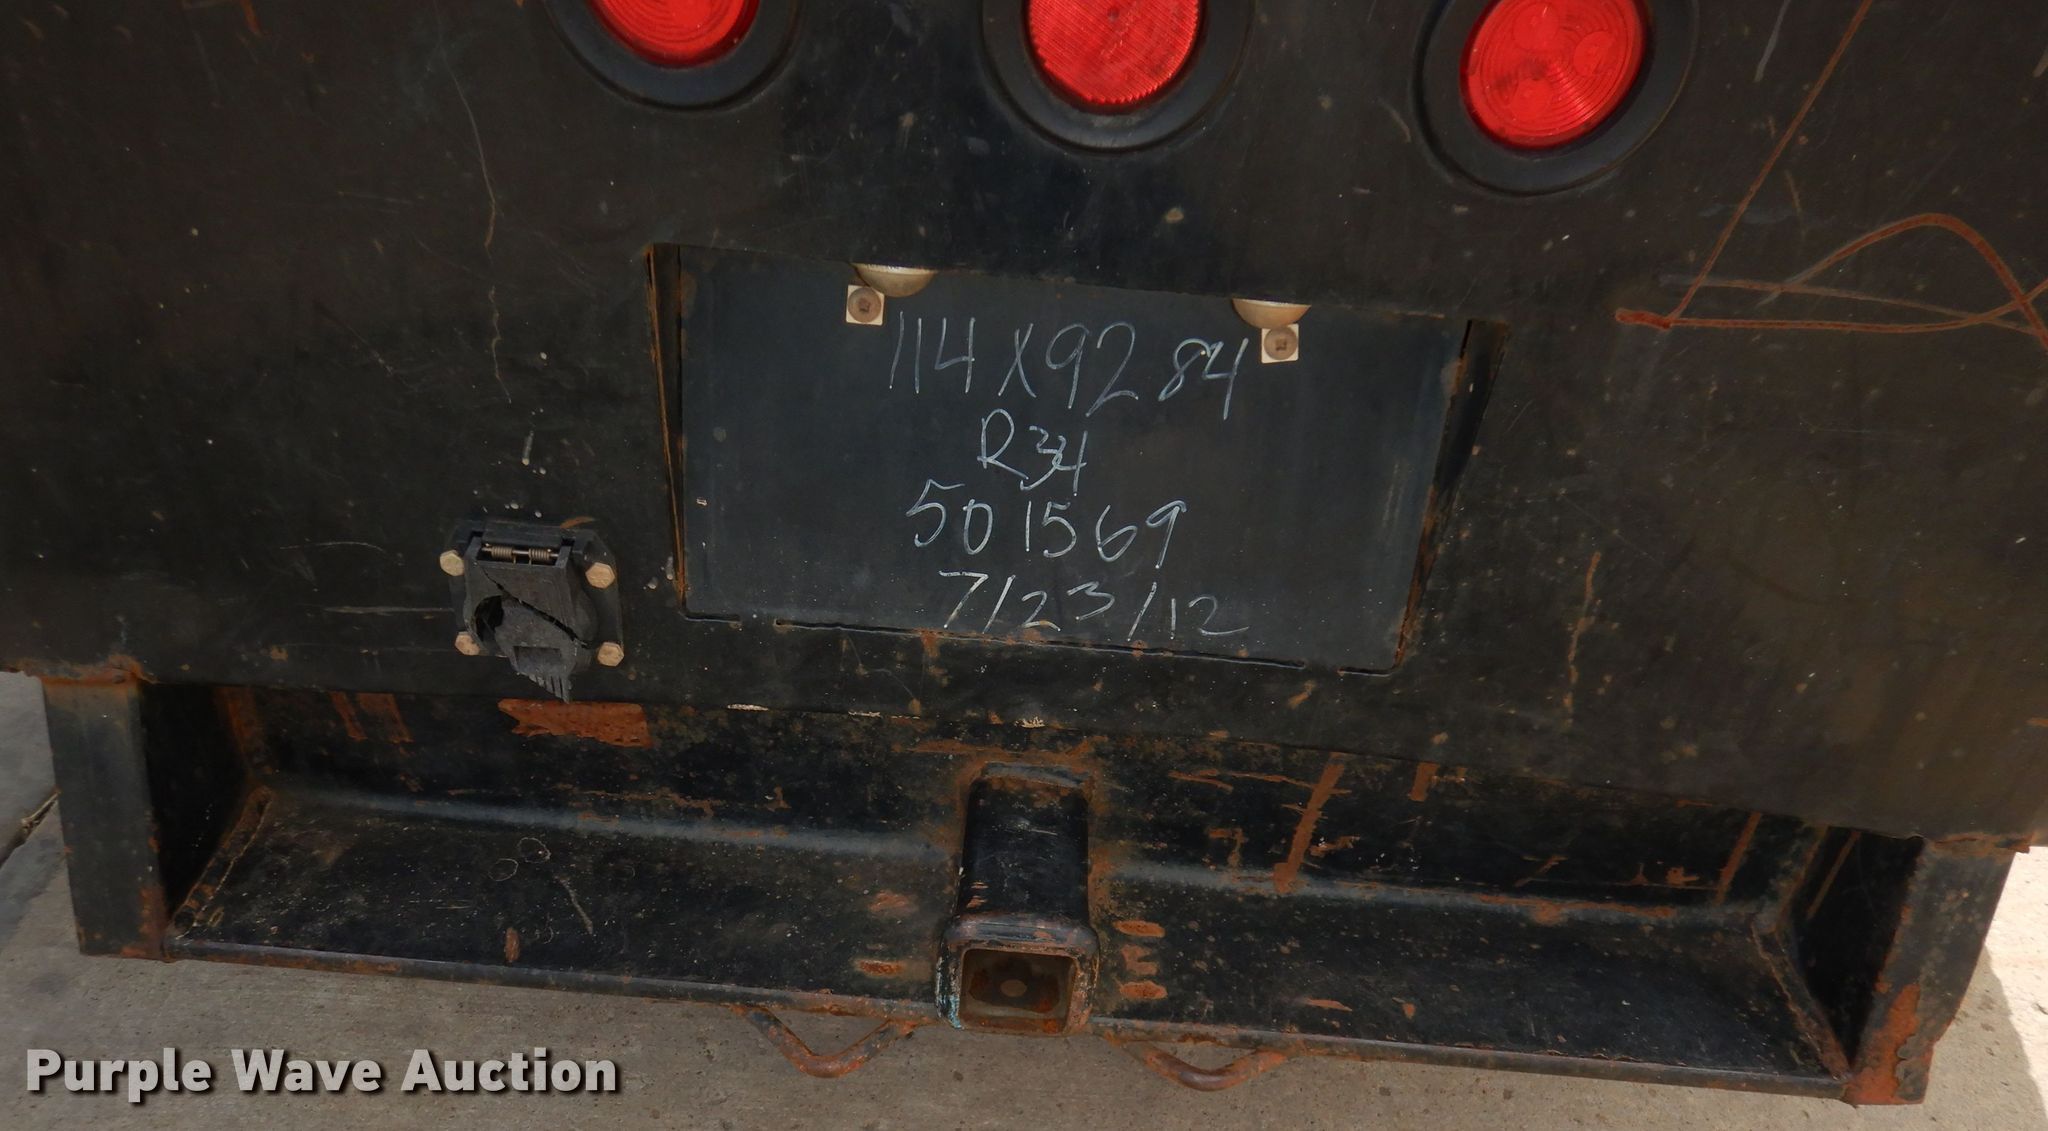 114X92 84
R34
501569
7/23/12
Purple Wave Auction